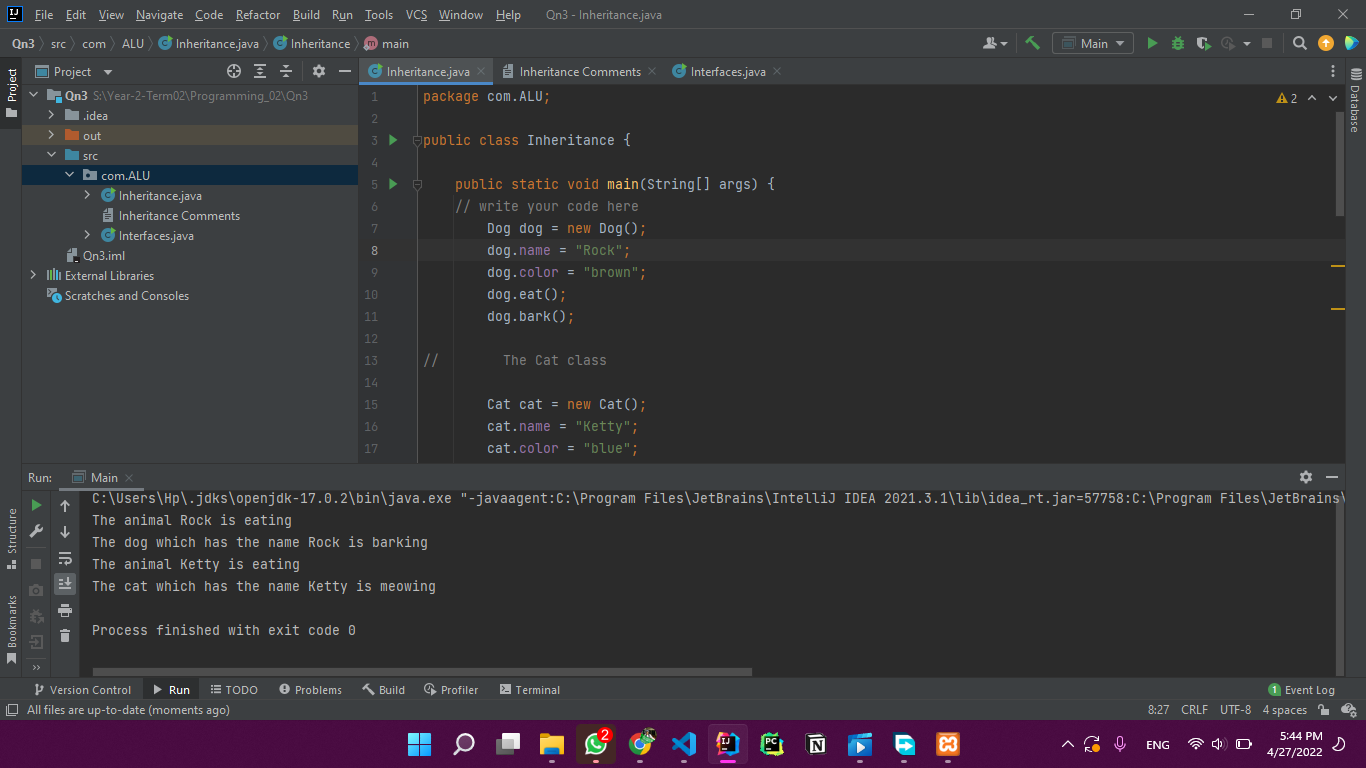 File Edit View Navigate Code Refactor Build Run Tools VCS Window Help Qn3 - Inheritance.java
Qn3 src com ALU Inheritance.java Inheritance main Main
Project Inheritance.java Inheritance Comments Interfaces.java
Project
Database
Qn3 S:\Year-2-Term02\Programming_02\Qn3
.idea
out
src
com.ALU
Inheritance.java
Inheritance Comments
Interfaces.java
Qn3.iml
External Libraries
Scratches and Consoles
2
1 package com.ALU;
2
3 public class Inheritance {
4
5 public static void main(String[] args) {
6 // write your code here
7 Dog dog = new Dog();
8 dog.name = "Rock";
9 dog.color = "brown";
10 dog.eat();
11 dog.bark();
12
13 // The Cat class
14
15 Cat cat = new Cat();
16 cat.name = "Ketty";
17 cat.color = "blue";
Run: Main
C:\Users\Hp\.jdks\openjdk-17.0.2\bin\java.exe "-javaagent:C:\Program Files\JetBrains\IntelliJ IDEA 2021.3.1\lib\idea_rt.jar=57758:C:\Program Files\JetBrains\
The animal Rock is eating
The dog which has the name Rock is barking
The animal Ketty is eating
The cat which has the name Ketty is meowing
Process finished with exit code 0
Structure
Bookmarks
Version Control Run TODO Problems Build Profiler Terminal 1 Event Log
All files are up-to-date (moments ago) 8:27 CRLF UTF-8 4 spaces
2 ENG 5:44 PM
4/27/2022